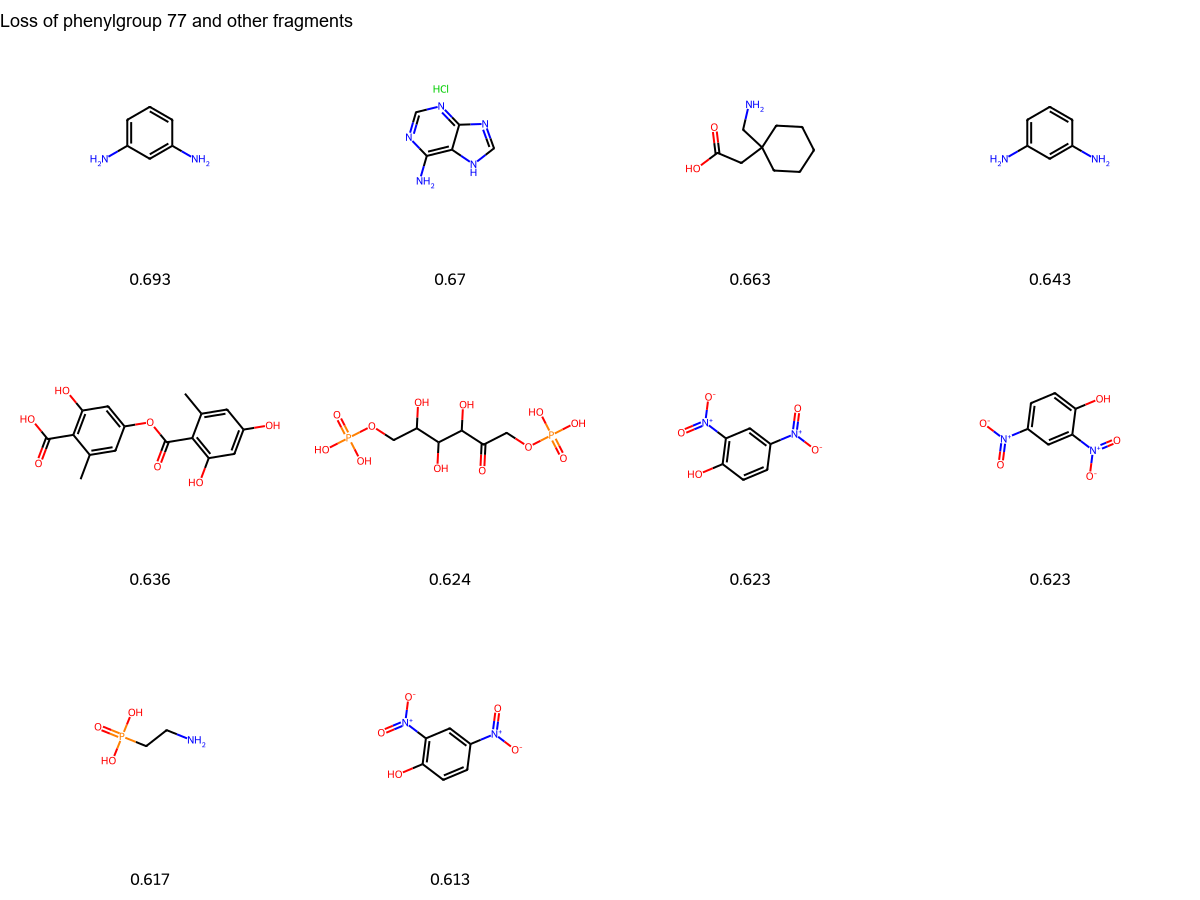 Loss of phenylgroup 77 and other fragments
H₂N NH₂
HCl N N N N H NH₂
NH₂ O HO
H₂N NH₂
0.693 0.67 0.663 0.643
HO HO O O O OH HO
O HO OH P O OH OH OH O O HO P OH O
O⁻ N⁺ O O N⁺ O⁻ HO
OH O⁻ N⁺ O N⁺ O O⁻
0.636 0.624 0.623 0.623
OH O P HO NH₂
O⁻ N⁺ O O N⁺ O⁻ HO
0.617 0.613